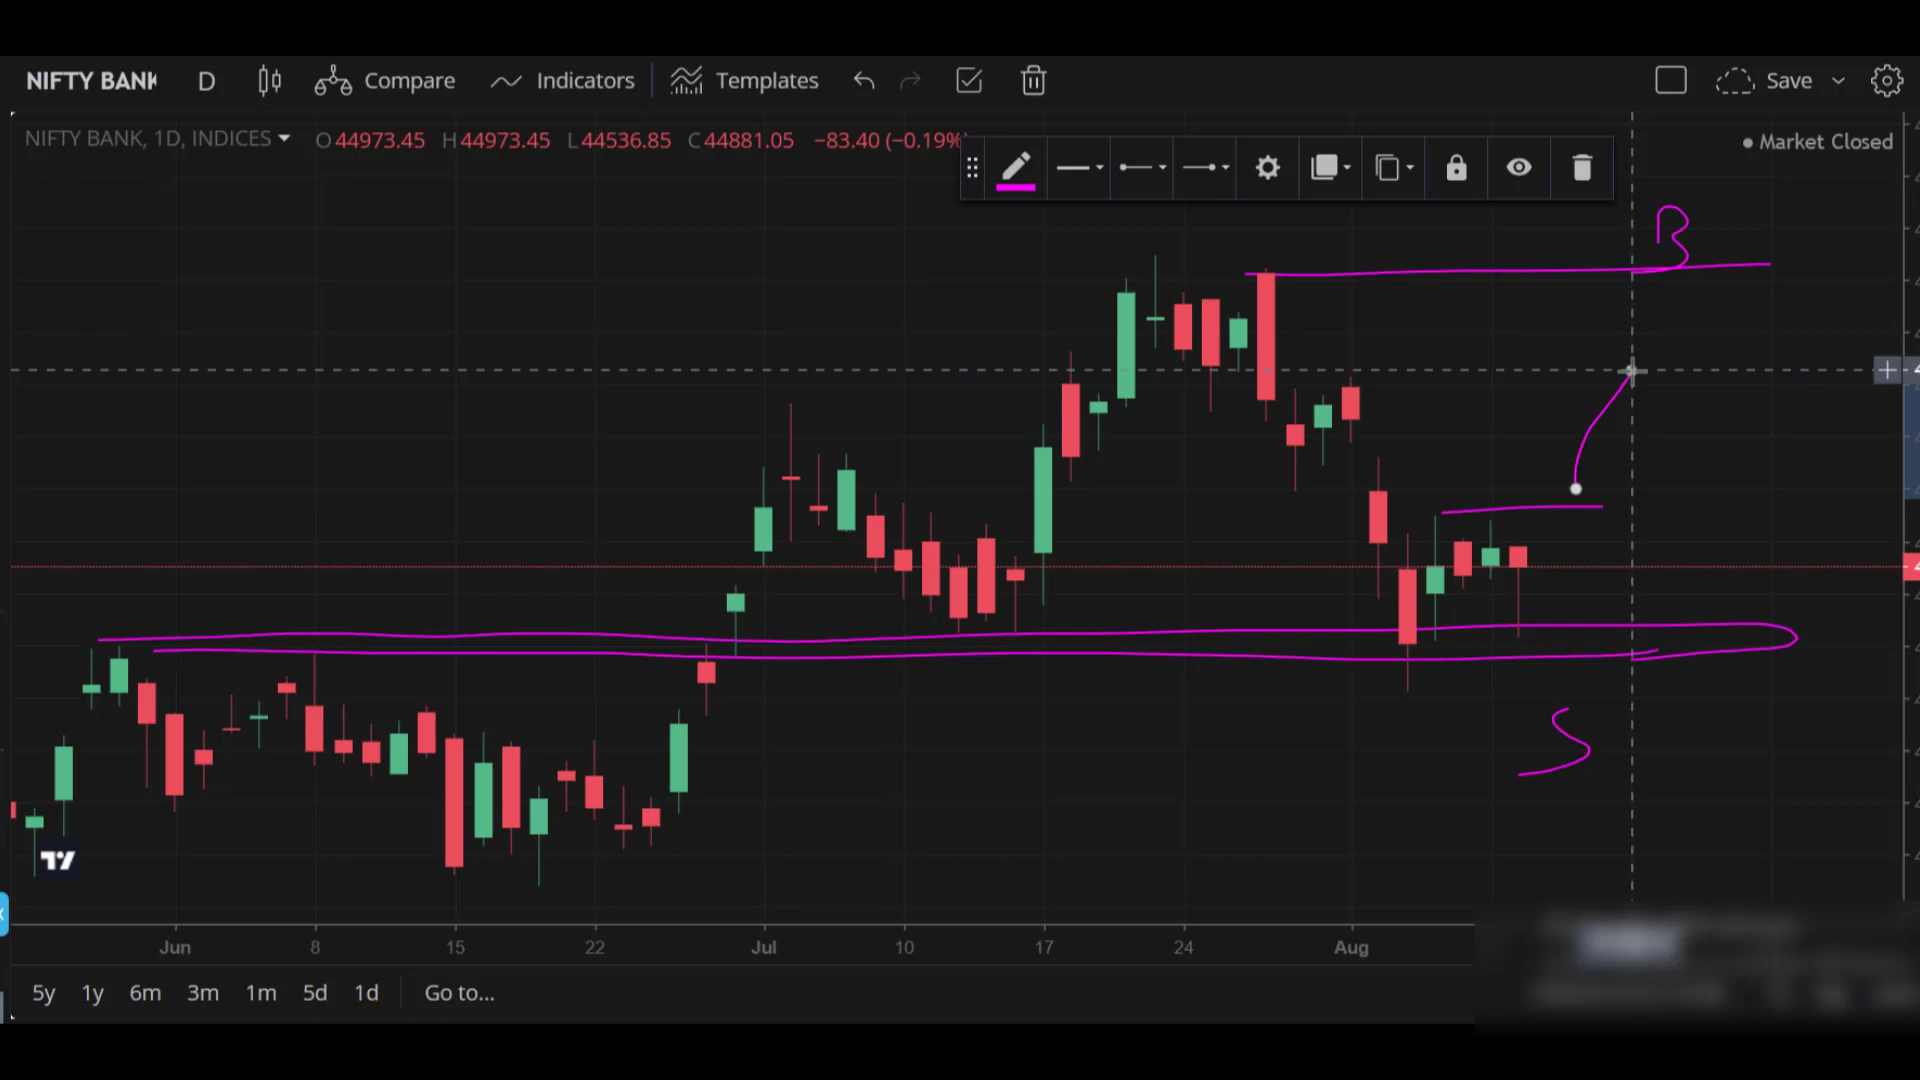 NIFTY BANK D Compare Indicators Templates Save
NIFTY BANK, 1D, INDICES O44973.45 H44973.45 L44536.85 C44881.05 −83.40 (−0.19%)
Market Closed
B
S
Jun 8 15 22 Jul 10 17 24 Aug
5y 1y 6m 3m 1m 5d 1d Go to...